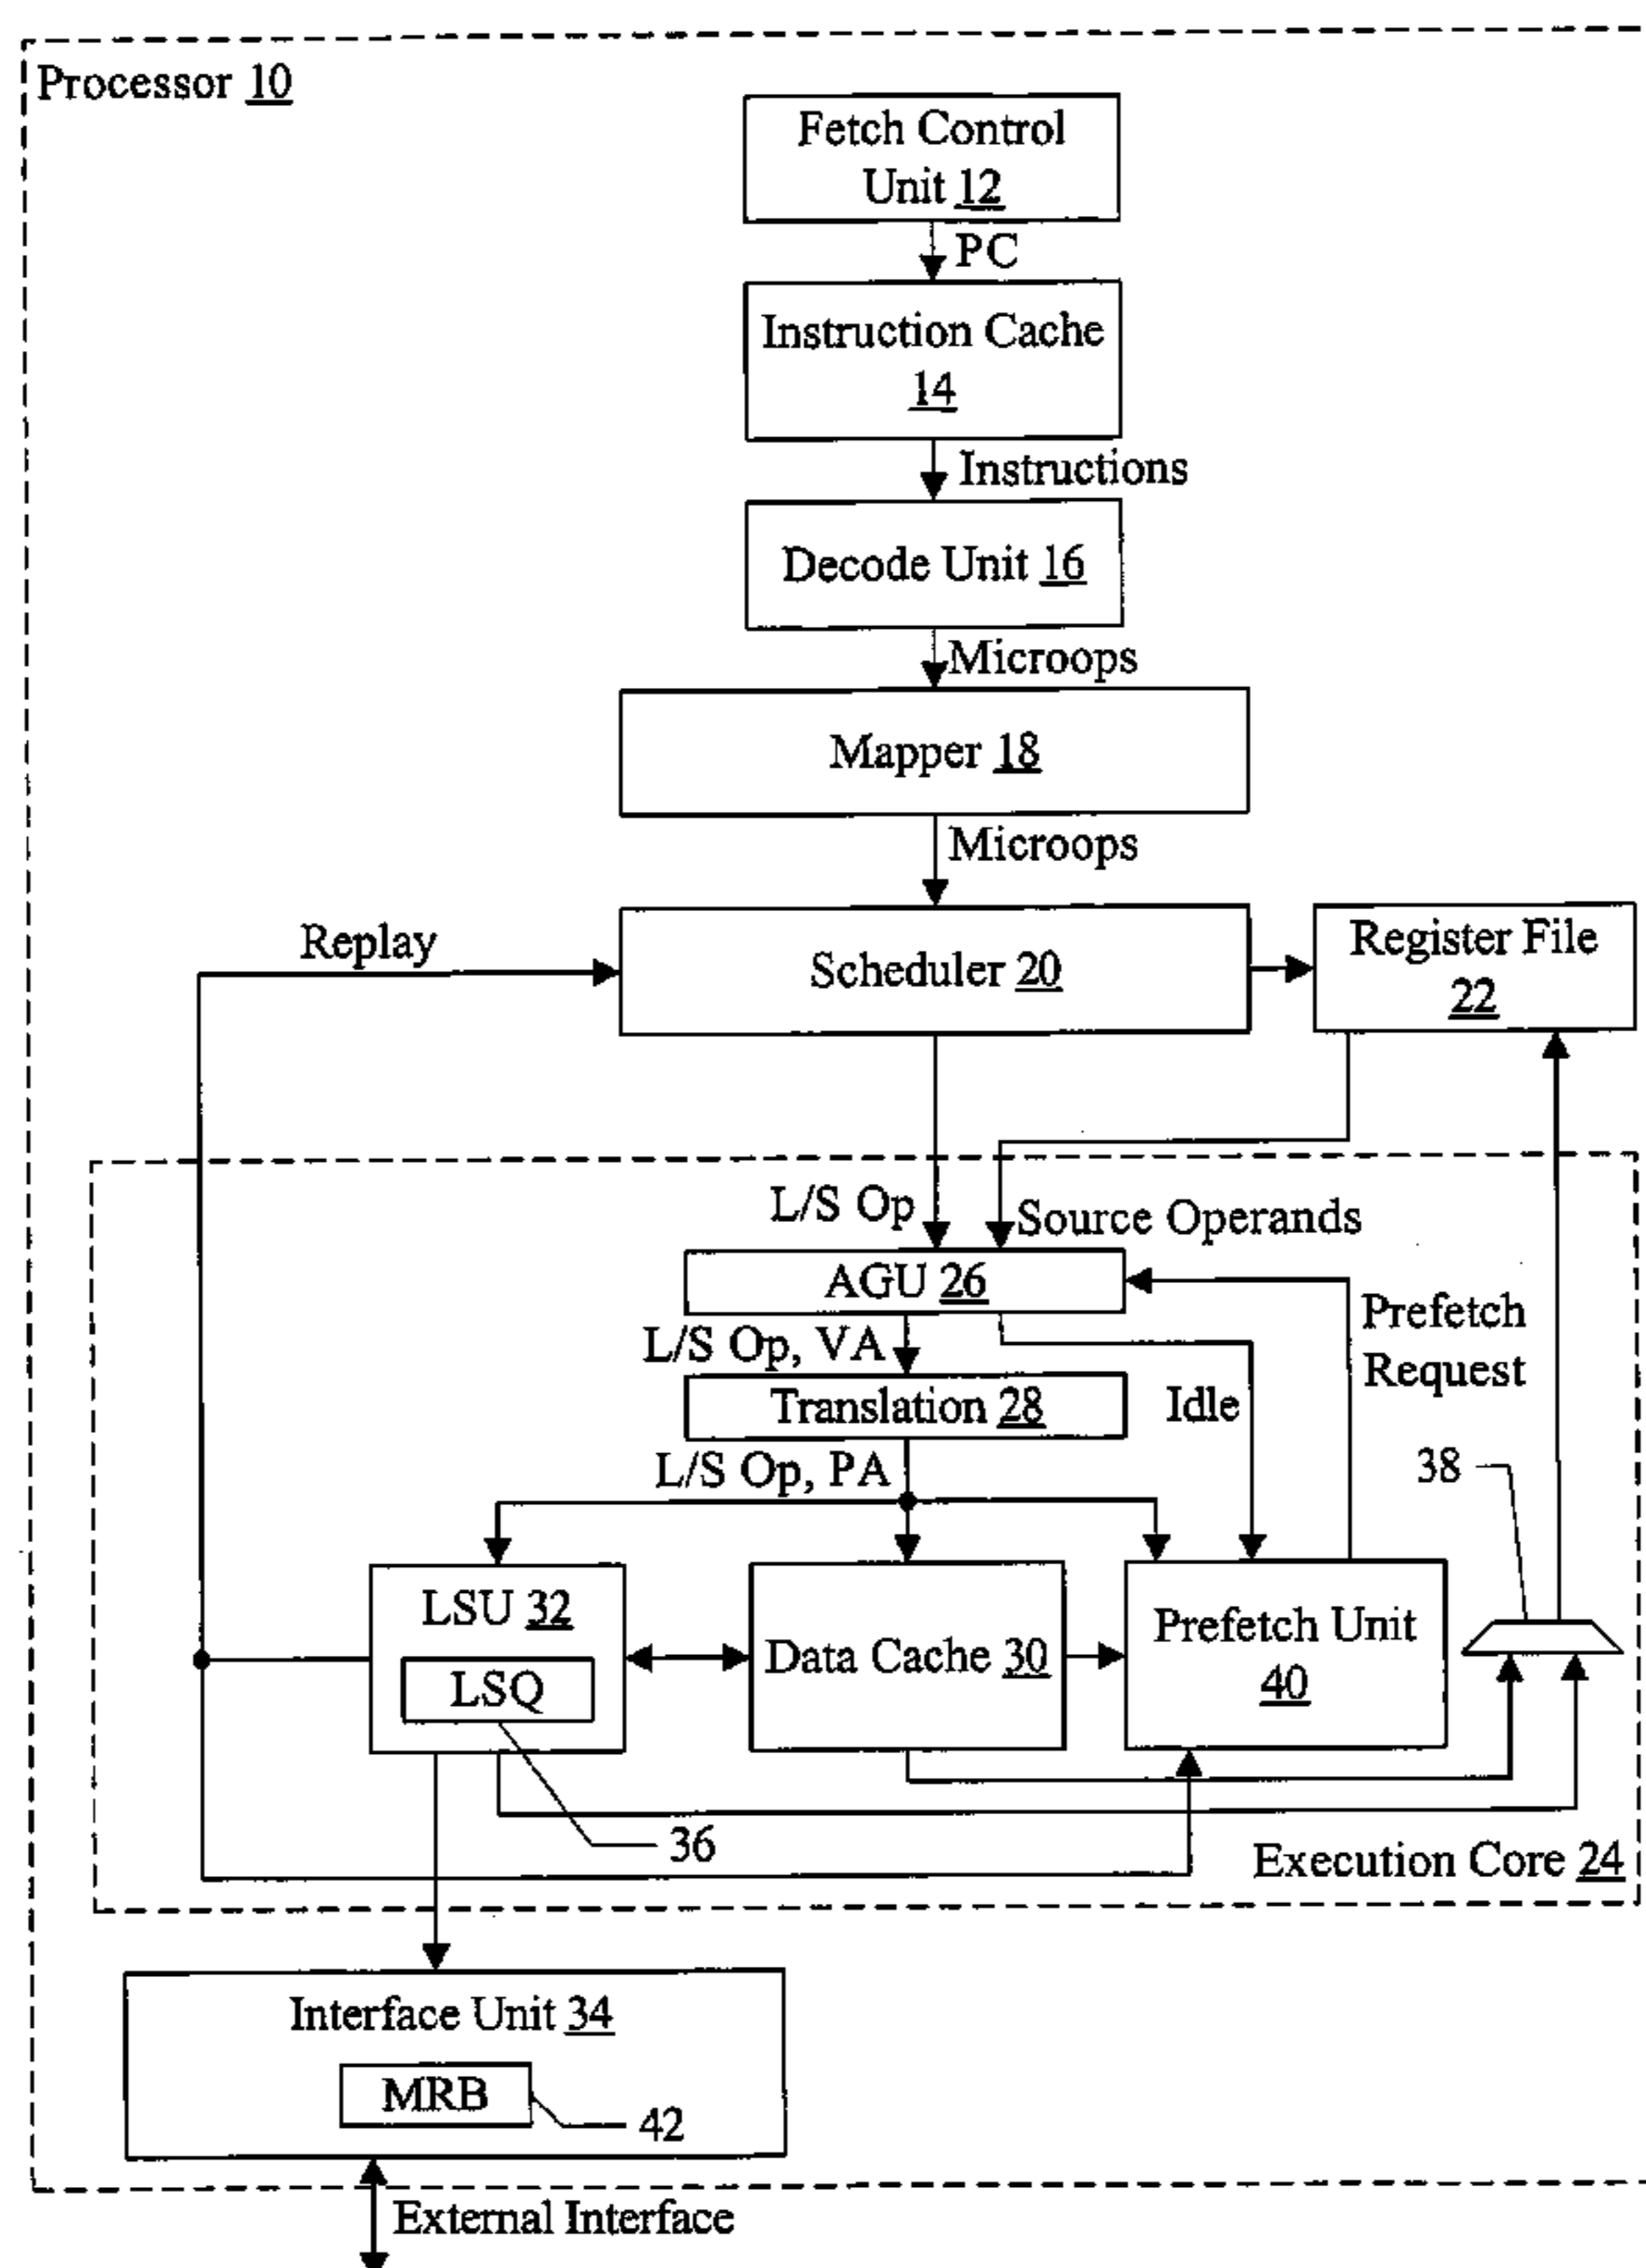 Processor 10
Fetch Control
Unit 12
PC
Instruction Cache
14
Instructions
Decode Unit 16
Microops
Mapper 18
Microops
Replay
Scheduler 20
Register File
22
L/S Op
Source Operands
AGU 26
Prefetch
Request
L/S Op, VA
Idle
Translation 28
L/S Op, PA
38
LSU 32
LSQ
Data Cache 30
Prefetch Unit
40
36
Execution Core 24
Interface Unit 34
MRB
42
External Interface